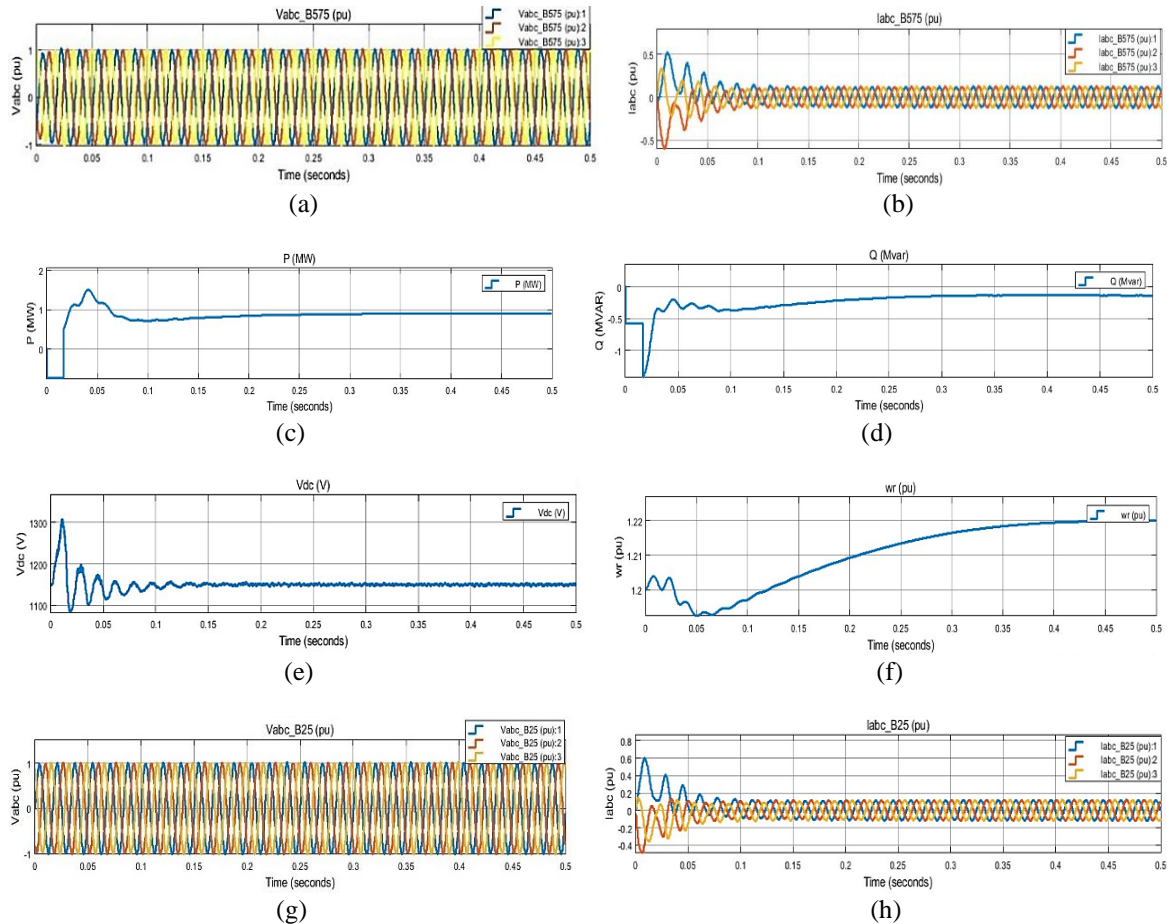 Vabc_B575 (pu)
Vabc_B575 (pu):1
Vabc_B575 (pu):2
Vabc_B575 (pu):3
Vabc (pu)
1
0
-1
0 0.05 0.1 0.15 0.2 0.25 0.3 0.35 0.4 0.45 0.5
Time (seconds)
(a)
Iabc_B575 (pu)
Iabc_B575 (pu):1
Iabc_B575 (pu):2
Iabc_B575 (pu):3
Iabc (pu)
0.5
0
-0.5
0 0.05 0.1 0.15 0.2 0.25 0.3 0.35 0.4 0.45 0.5
Time (seconds)
(b)
P (MW)
P (MW)
P (MW)
2
1
0
0 0.05 0.1 0.15 0.2 0.25 0.3 0.35 0.4 0.45 0.5
Time (seconds)
(c)
Q (Mvar)
Q (Mvar)
Q (MVAR)
0
-0.5
-1
0 0.05 0.1 0.15 0.2 0.25 0.3 0.35 0.4 0.45 0.5
Time (seconds)
(d)
Vdc (V)
Vdc (V)
Vdc (V)
1300
1200
1100
0 0.05 0.1 0.15 0.2 0.25 0.3 0.35 0.4 0.45 0.5
Time (seconds)
(e)
wr (pu)
wr (pu)
wr (pu)
1.22
1.21
1.2
0 0.05 0.1 0.15 0.2 0.25 0.3 0.35 0.4 0.45 0.5
Time (seconds)
(f)
Vabc_B25 (pu)
Vabc_B25 (pu):1
Vabc_B25 (pu):2
Vabc_B25 (pu):3
Vabc (pu)
1
0
-1
0 0.05 0.1 0.15 0.2 0.25 0.3 0.35 0.4 0.45 0.5
Time (seconds)
(g)
Iabc_B25 (pu)
Iabc_B25 (pu):1
Iabc_B25 (pu):2
Iabc_B25 (pu):3
Iabc (pu)
0.8
0.6
0.4
0.2
0
-0.2
-0.4
0 0.05 0.1 0.15 0.2 0.25 0.3 0.35 0.4 0.45 0.5
Time (seconds)
(h)